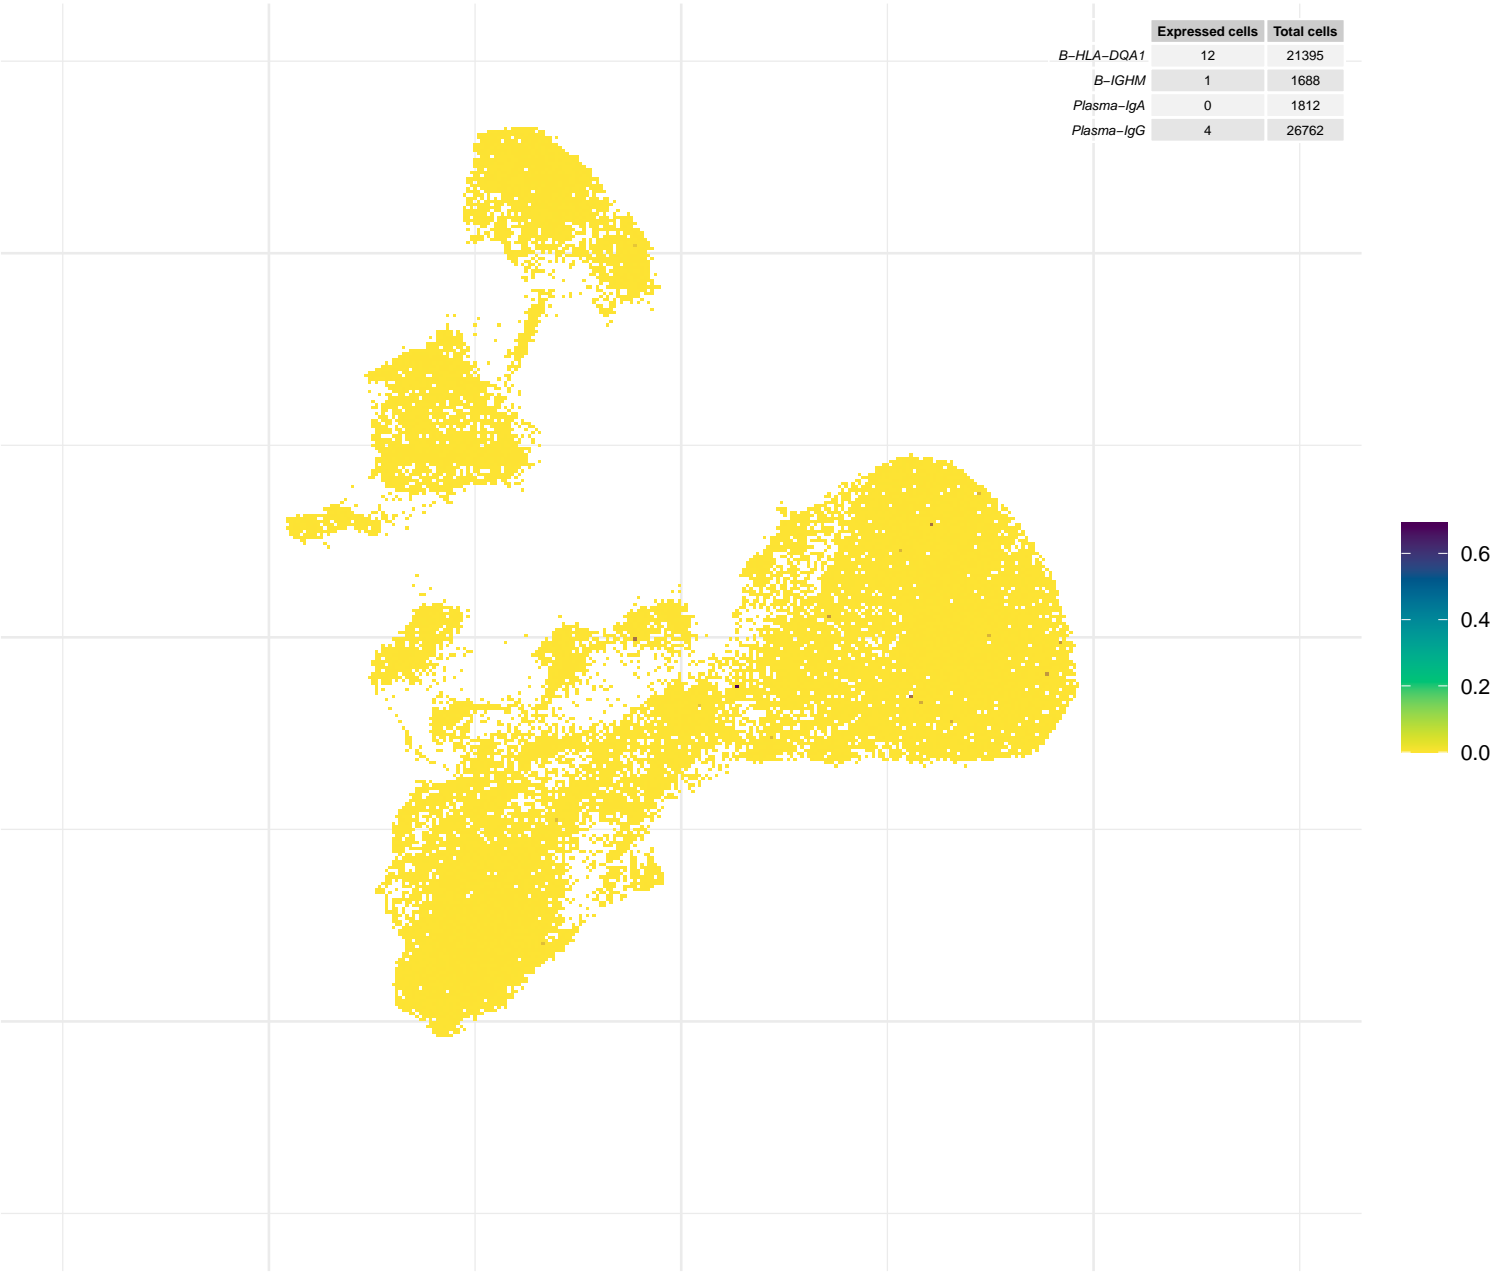 Expressed cells Total cells
B−HLA−DQA1 12 21395
B−IGHM 1 1688
Plasma−IgA 0 1812
Plasma−IgG 4 26762
0.6
0.4
0.2
0.0